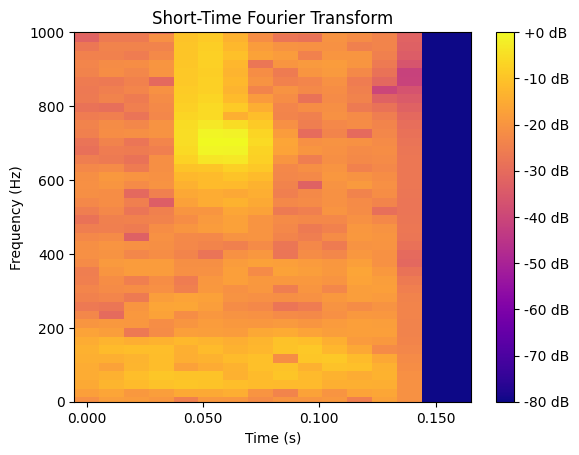 Short-Time Fourier Transform
1000
800
600
400
200
0
Frequency (Hz)
0.000
0.050
0.100
0.150
Time (s)
+0 dB
-10 dB
-20 dB
-30 dB
-40 dB
-50 dB
-60 dB
-70 dB
-80 dB